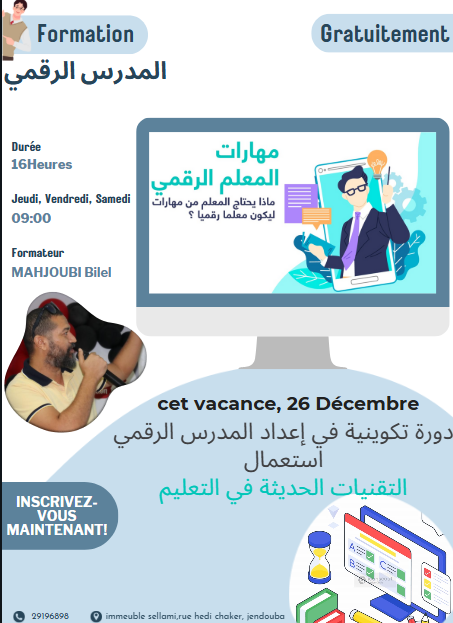 Formation
Gratuitement
المدرس الرقمي
Durée
16Heures
Jeudi, Vendredi, Samedi
09:00
Formateur
MAHJOUBI Bilel
مهارات
المعلم الرقمي
ماذا يحتاج المعلم من مهارات
ليكون معلما رقميا ؟
cet vacance, 26 Décembre
دورة تكوينية في إعداد المدرس الرقمي
استعمال
التقنيات الحديثة في التعليم
INSCRIVEZ-
VOUS
MAINTENANT!
A
B
C
29196898
immeuble sellami,rue hedi chaker, jendouba